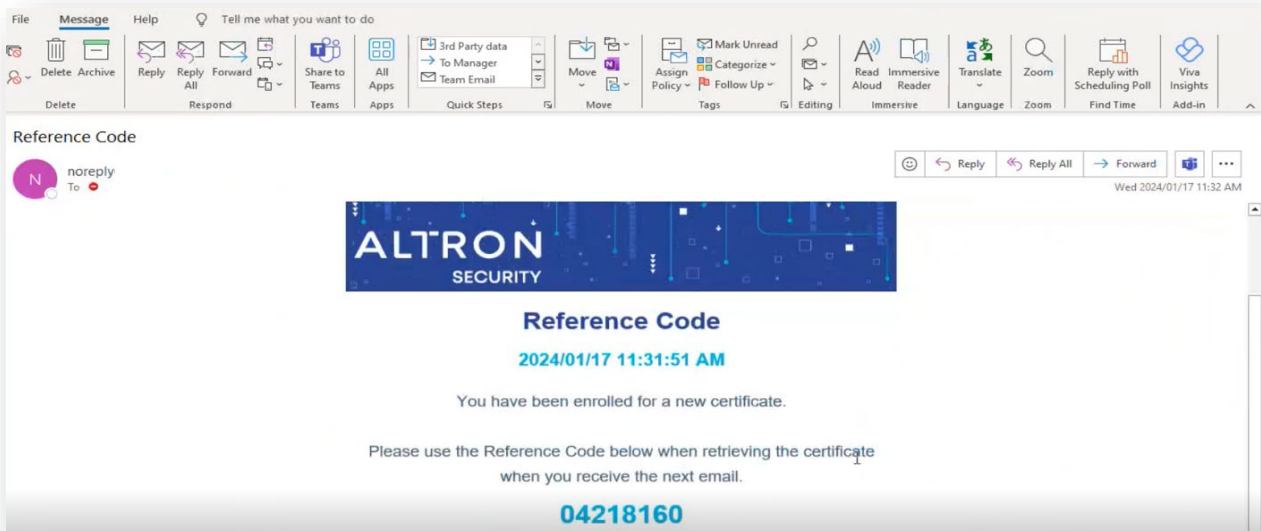 File Message Help Tell me what you want to do
Delete Archive Reply Reply All Forward Share to Teams All Apps 3rd Party data To Manager Team Email Move Assign Policy Mark Unread Categorize Follow Up Read Aloud Immersive Reader Translate Zoom Reply with Scheduling Poll Viva Insights
Delete Respond Teams Apps Quick Steps Move Tags Editing Immersive Language Zoom Find Time Add-in
Reference Code
N noreply
To
Reply Reply All Forward
Wed 2024/01/17 11:32 AM
ALTRON
SECURITY
Reference Code
2024/01/17 11:31:51 AM
You have been enrolled for a new certificate.
Please use the Reference Code below when retrieving the certificate
when you receive the next email.
04218160